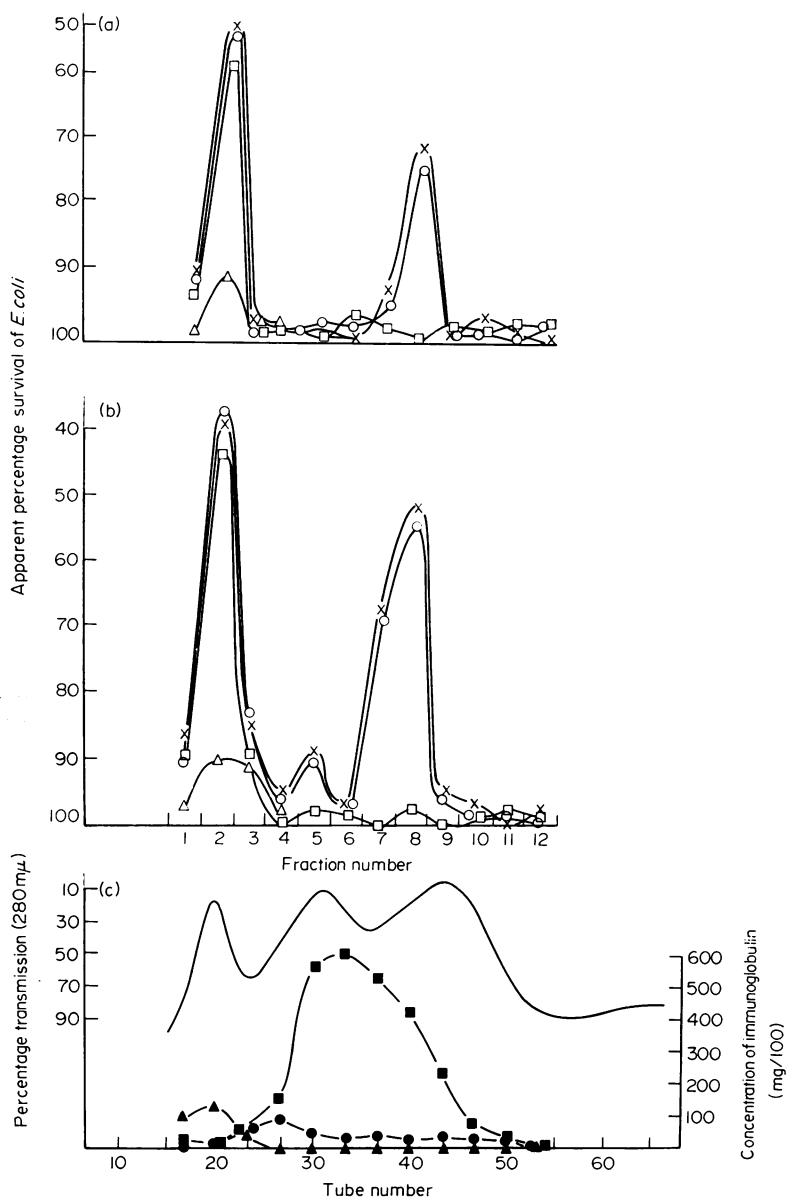 (a)
50
60
70
80
90
100
Apparent percentage survival of E.coli
(b)
40
50
60
70
80
90
100
1 2 3 4 5 6 7 8 9 10 11 12
Fraction number
(c)
10
30
50
70
90
Percentage transmission (280mμ)
600
500
400
300
200
100
Concentration of immunoglobulin
(mg/100)
10 20 30 40 50 60
Tube number